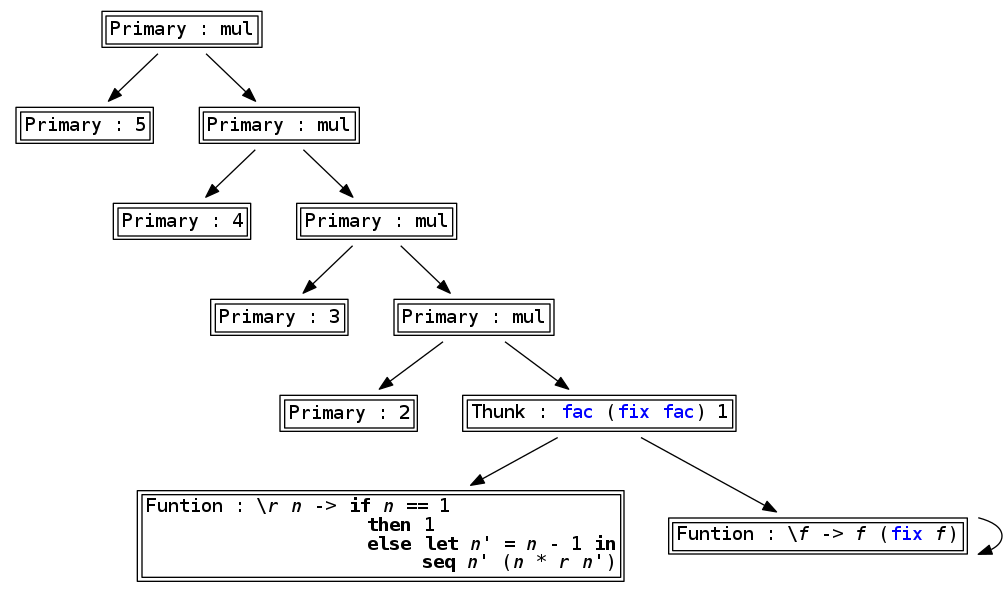 Primary : mul
Primary : 5
Primary : mul
Primary : 4
Primary : mul
Primary : 3
Primary : mul
Primary : 2
Thunk : fac (fix fac) 1
Funtion : \r n -> if n == 1
then 1
else let n' = n - 1 in
seq n' (n * r n')
Funtion : \f -> f (fix f)